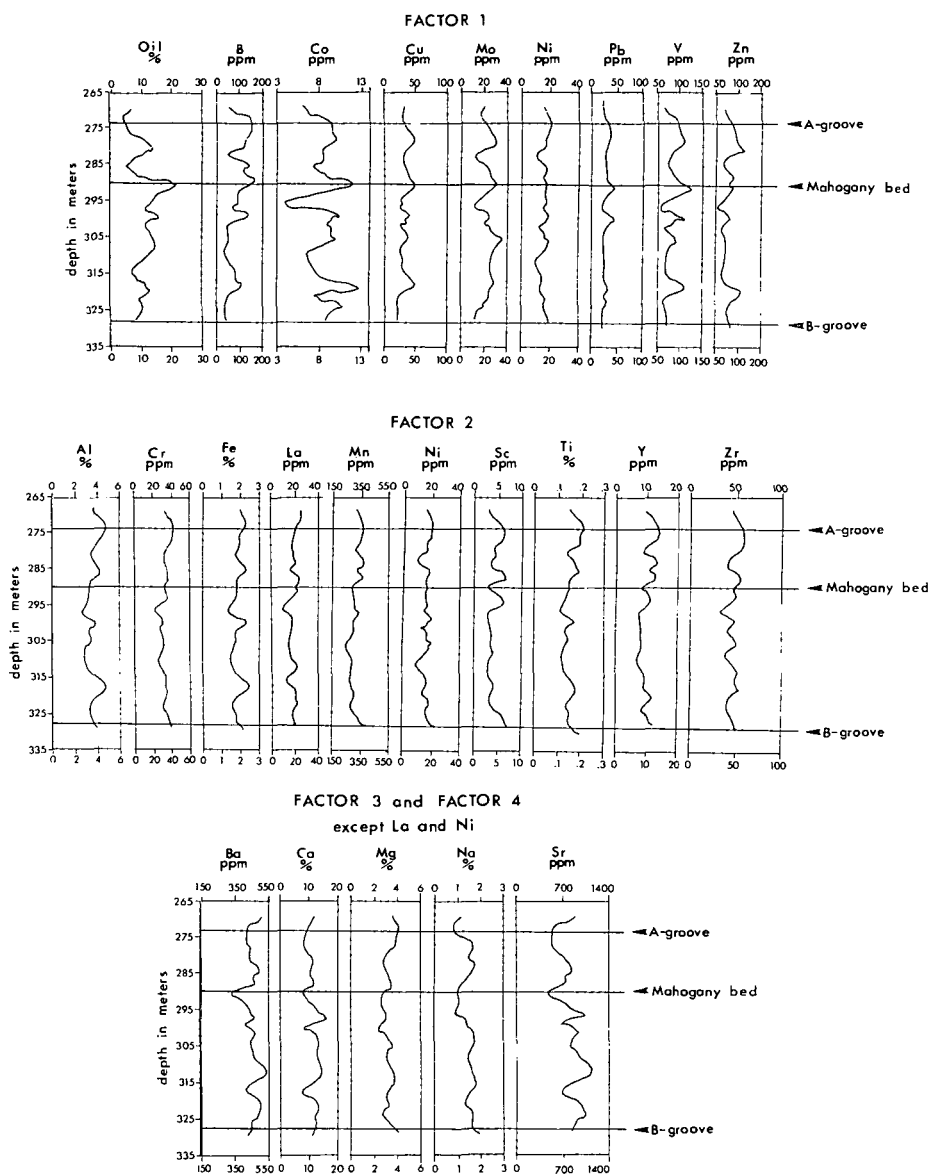 FACTOR 1
Oil B Co Cu Mo Ni Pb V Zn
% ppm ppm ppm ppm ppm ppm ppm ppm
0 10 20 30 0 100 200 3 8 13 0 50 100 0 20 40 0 20 40 0 50 100 50 100 150 50 100 200
265
A-groove
275
285
Mahogany bed
295
305
315
325
B-groove
335
depth in meters
0 10 20 30 0 100 200 3 8 13 0 50 100 0 20 40 0 20 40 0 50 100 50 100 150 50 100 200
FACTOR 2
Al Cr Fe La Mn Ni Sc Ti Y Zr
% ppm % ppm ppm ppm ppm % ppm ppm
0 2 4 6 0 20 40 60 0 1 2 3 0 20 40 150 350 550 0 20 40 0 5 10 0 .1 .2 .3 0 10 20 0 50 100
265
A-groove
275
285
Mahogany bed
295
305
315
325
B-groove
335
depth in meters
0 2 4 6 0 20 40 60 0 1 2 3 0 20 40 150 350 550 0 20 40 0 5 10 0 .1 .2 .3 0 10 20 0 50 100
FACTOR 3 and FACTOR 4
except La and Ni
Ba Ca Mg Na Sr
ppm % % % ppm
150 350 550 0 10 20 0 2 4 6 0 1 2 3 0 700 1400
265
A-groove
275
285
Mahogany bed
295
305
315
325
B-groove
335
depth in meters
150 350 550 0 10 20 0 2 4 6 0 1 2 3 0 700 1400